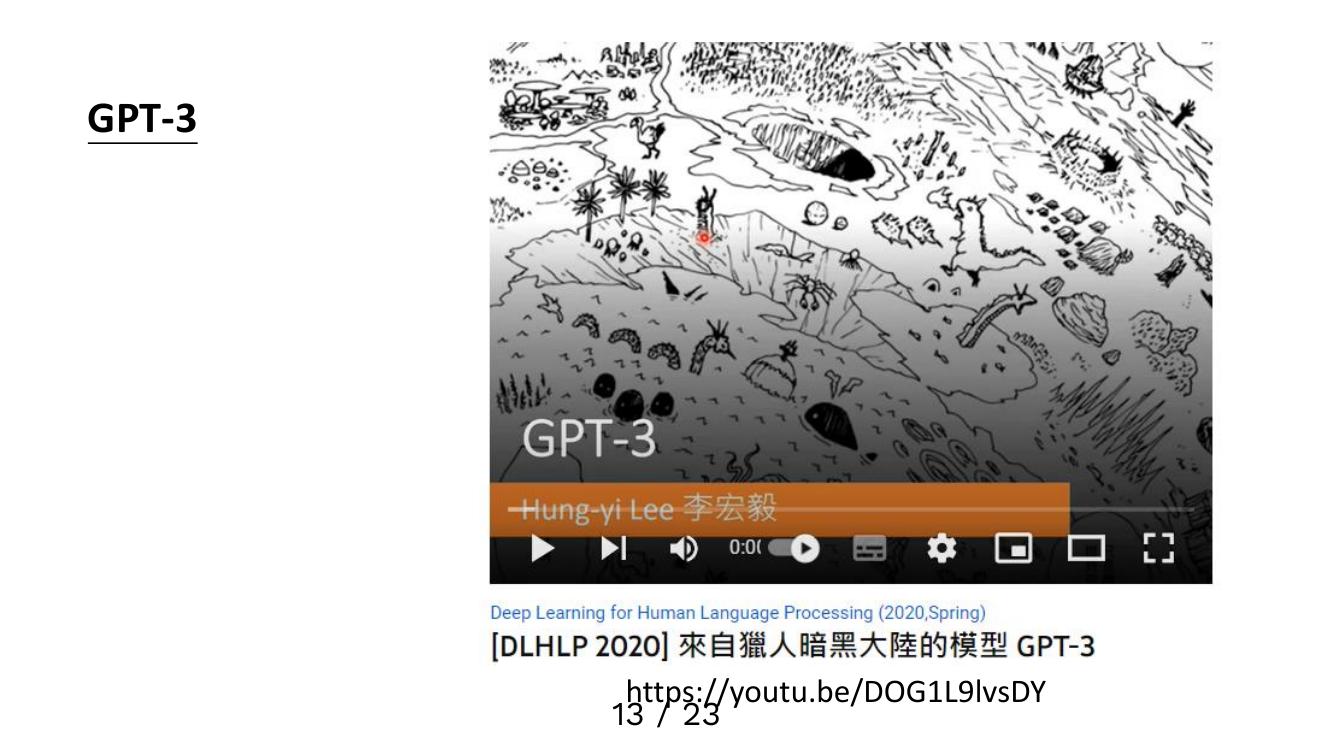 GPT-3
GPT-3
Hung-yi Lee 李宏毅
0:00
Deep Learning for Human Language Processing (2020,Spring)
[DLHLP 2020] 來自獵人暗黑大陸的模型 GPT-3
https://youtu.be/DOG1L9lvsDY
13 / 23